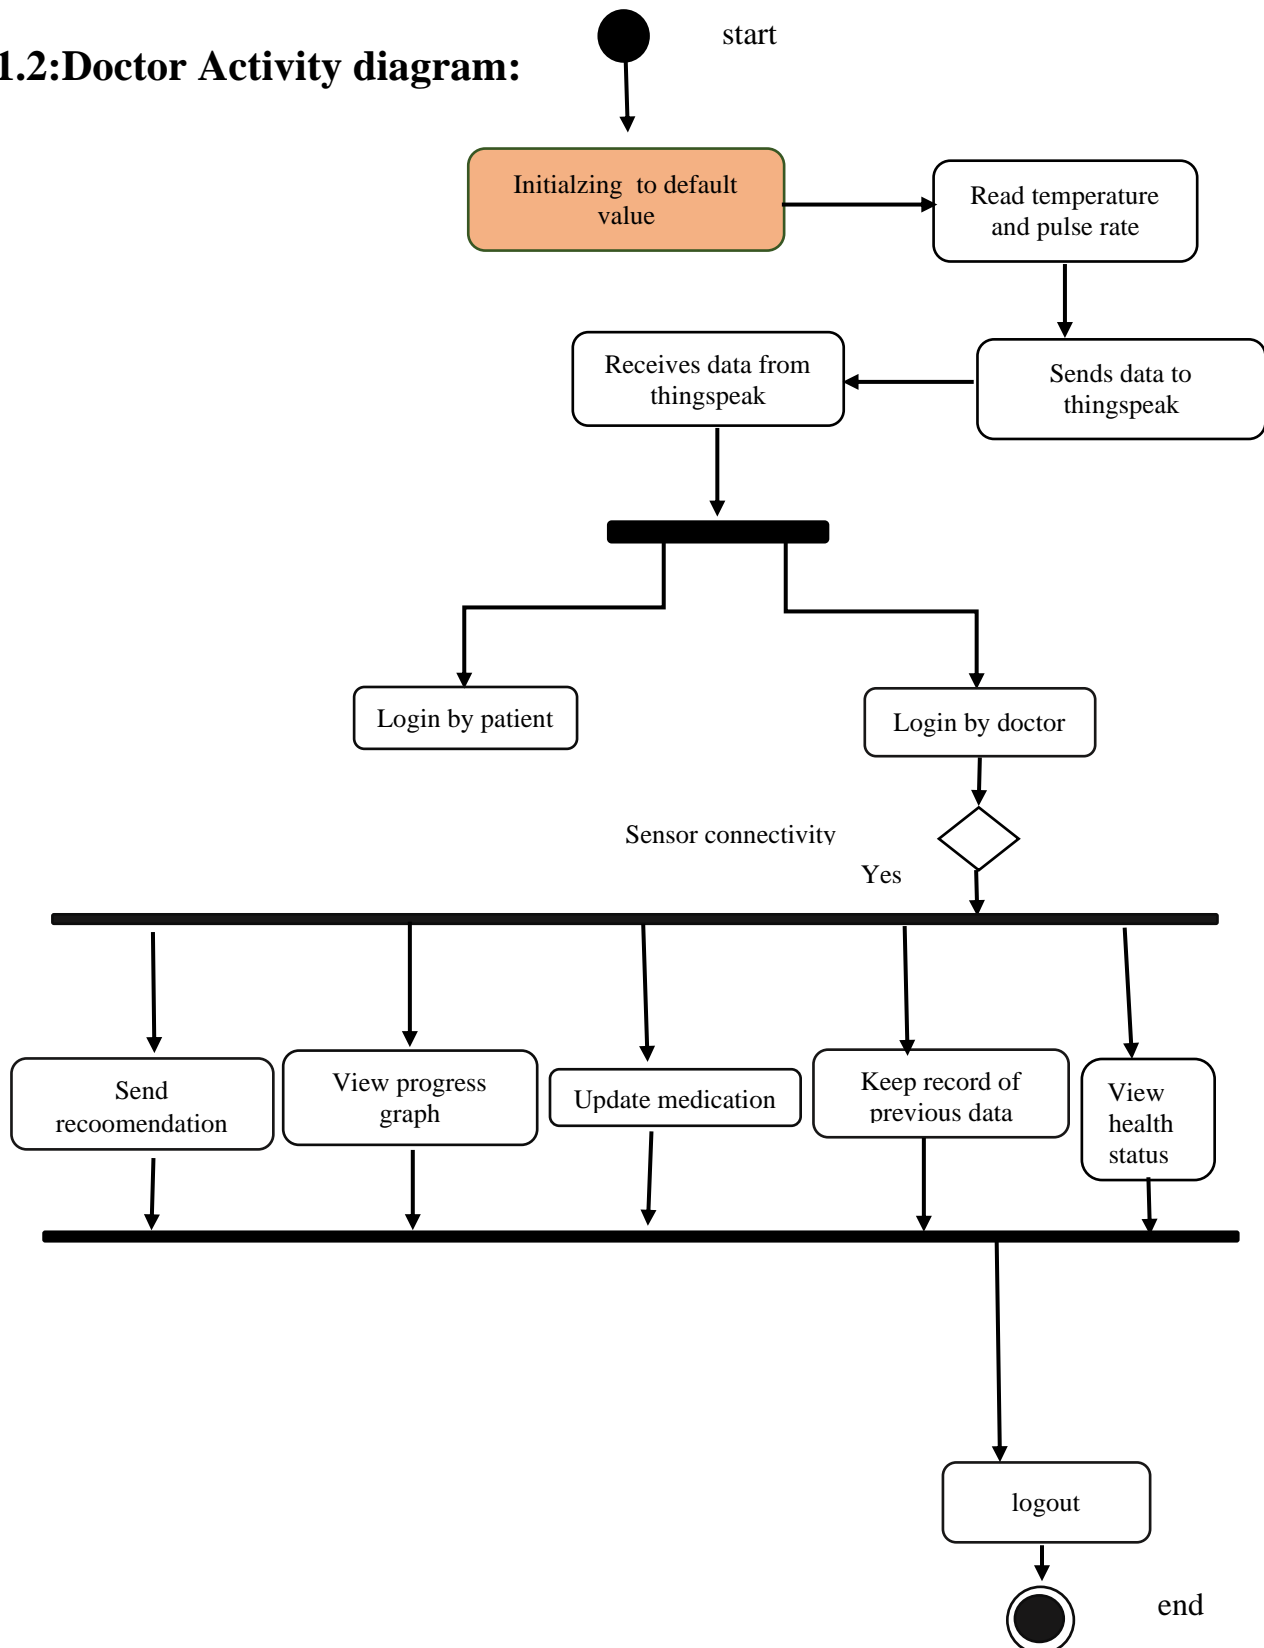 start
1.2:Doctor Activity diagram:
Initialzing to default
value
Read temperature
and pulse rate
Receives data from
thingspeak
Sends data to
thingspeak
Login by patient
Login by doctor
Sensor connectivity
Yes
Send
recoomendation
View progress
graph
Update medication
Keep record of
previous data
View
health
status
logout
end